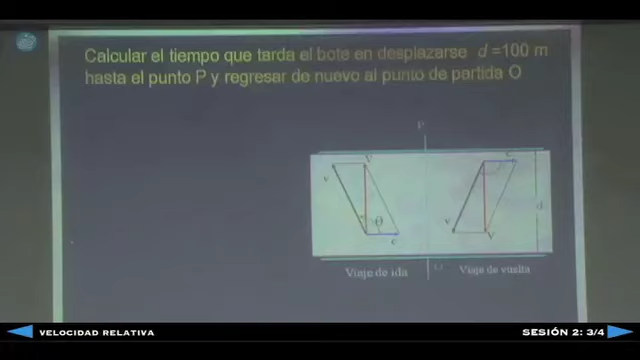 Calcular el tiempo que tarda el bote en desplazarse d =100 m
hasta el punto P y regresar de nuevo al punto de partida O
P
V
v
θ
c
c
v
V
d
O
Viaje de ida
Viaje de vuelta
VELOCIDAD RELATIVA
SESIÓN 2: 3/4